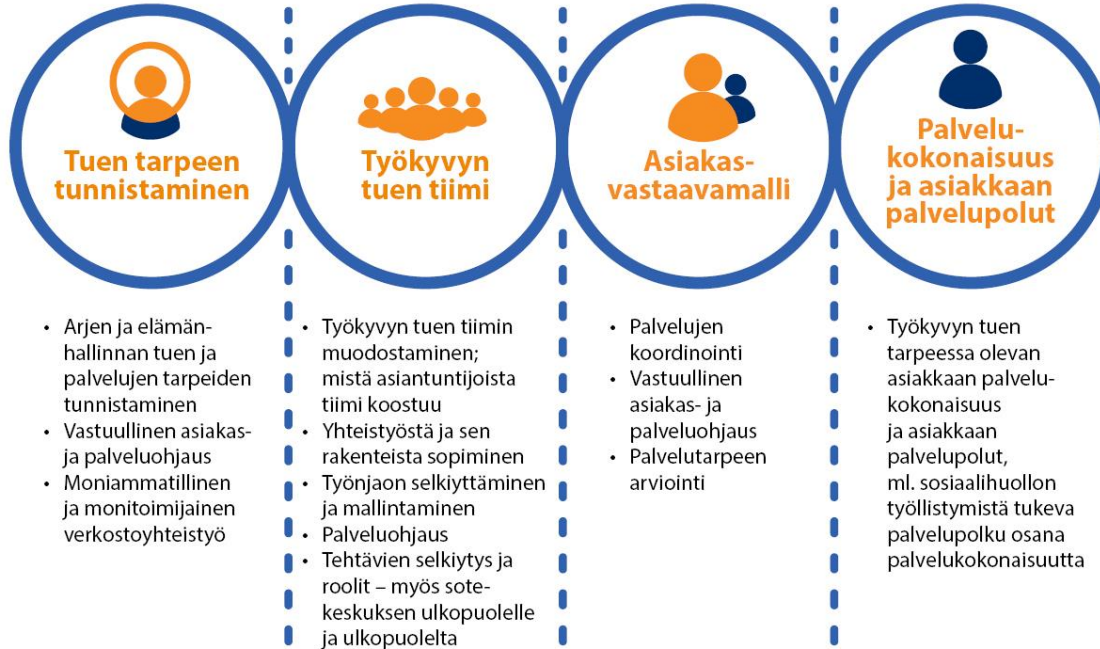 Tuen tarpeen
tunnistaminen
Työkyvyn
tuen tiimi
Asiakas-
vastaavamalli
Palvelu-
kokonaisuus
ja asiakkaan
palvelupolut
• Arjen ja elämän-
hallinnan tuen ja
palvelujen tarpeiden
tunnistaminen
• Vastuullinen asiakas-
ja palveluohjaus
• Moniammatillinen
ja monitoimijainen
verkostoyhteistyö
• Työkyvyn tuen tiimin
muodostaminen;
mistä asiantuntijoista
tiimi koostuu
• Yhteistyöstä ja sen
rakenteista sopiminen
• Työnjaon selkiyttäminen
ja mallintaminen
• Palveluohjaus
• Tehtävien selkiytys ja
roolit – myös sote-
keskuksen ulkopuolelle
ja ulkopuolelta
• Palvelujen
koordinointi
• Vastuullinen
asiakas- ja
palveluohjaus
• Palvelutarpeen
arviointi
• Työkyvyn tuen
tarpeessa olevan
asiakkaan palvelu-
kokonaisuus
ja asiakkaan
palvelupolut,
ml. sosiaalihuollon
työllistymistä tukeva
palvelupolku osana
palvelukokonaisuutta